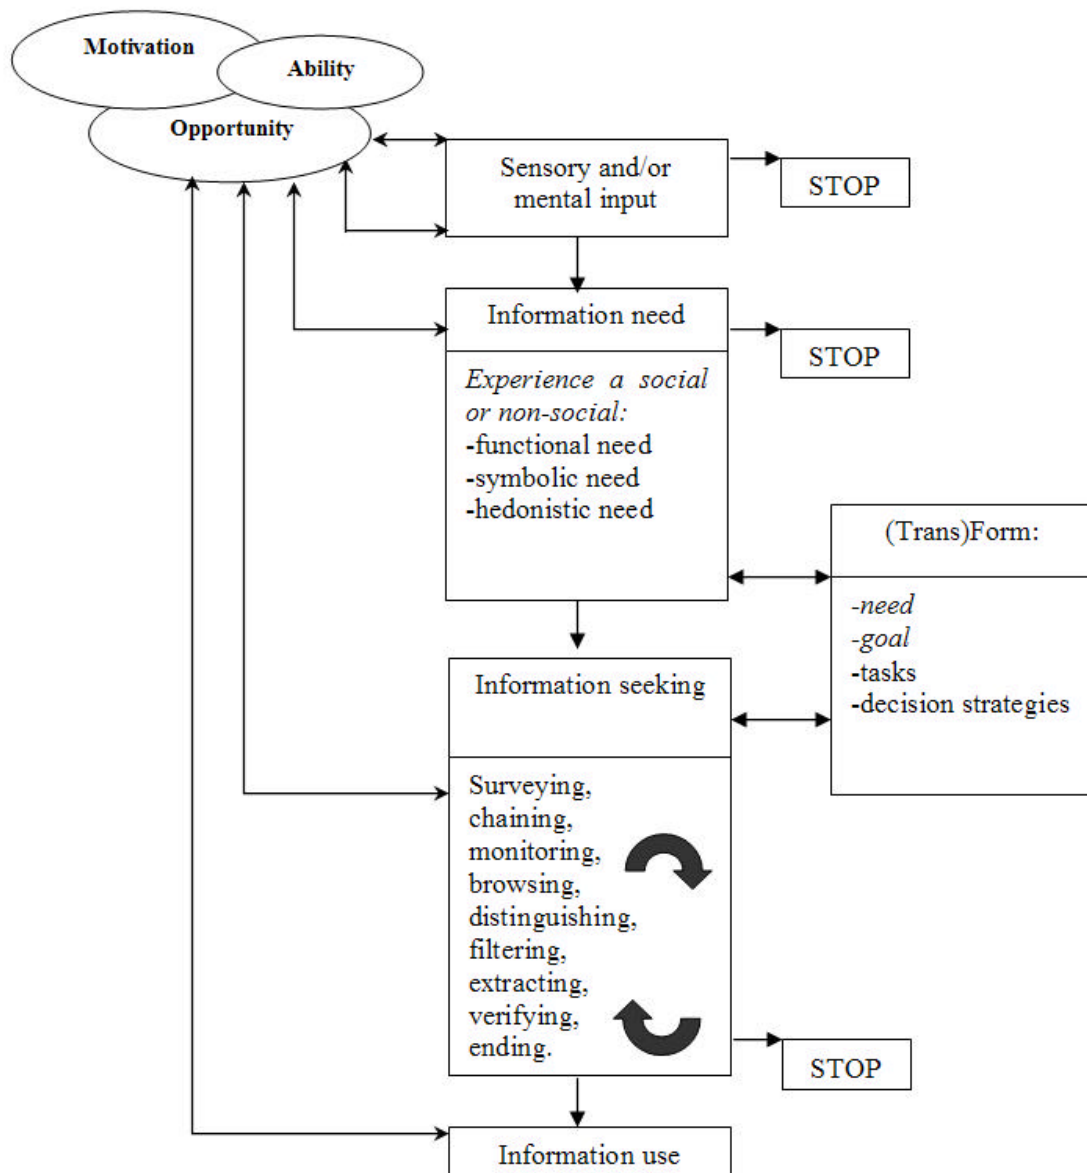 Motivation
Ability
Opportunity
Sensory and/or
mental input
STOP
Information need
STOP
Experience a social
or non-social:
-functional need
-symbolic need
-hedonistic need
(Trans)Form:
-need
-goal
-tasks
-decision strategies
Information seeking
Surveying,
chaining,
monitoring,
browsing,
distinguishing,
filtering,
extracting,
verifying,
ending.
STOP
Information use